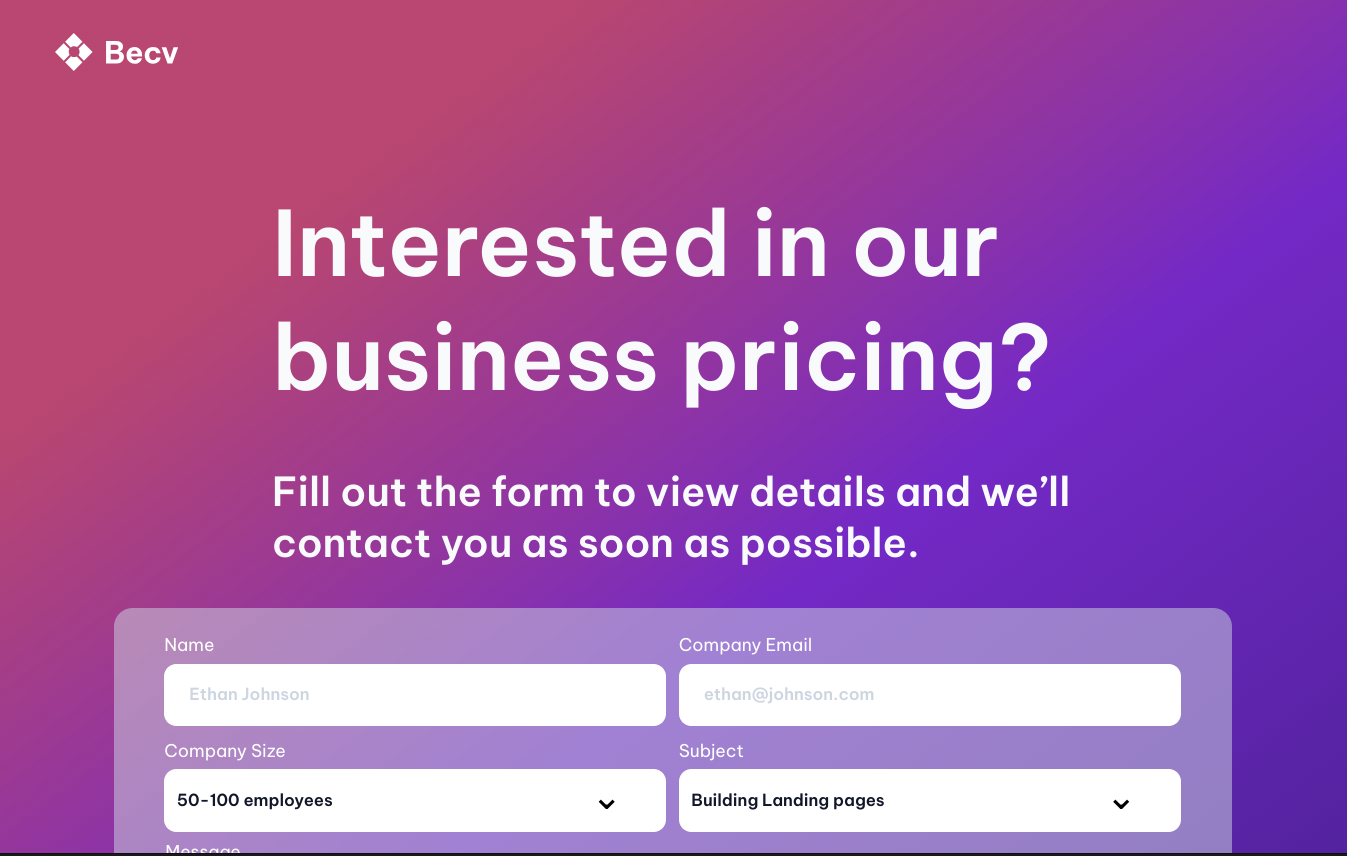 Becv
Interested in our
business pricing?
Fill out the form to view details and we’ll
contact you as soon as possible.
Name
Company Email
Ethan Johnson
ethan@johnson.com
Company Size
Subject
50-100 employees
Building Landing pages
Message